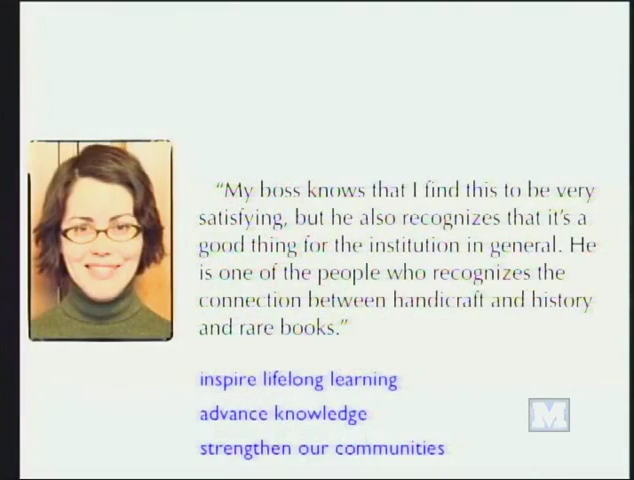 “My boss knows that I find this to be very
satisfying, but he also recognizes that it’s a
good thing for the institution in general. He
is one of the people who recognizes the
connection between handicraft and history
and rare books.”
inspire lifelong learning
advance knowledge
strengthen our communities
M